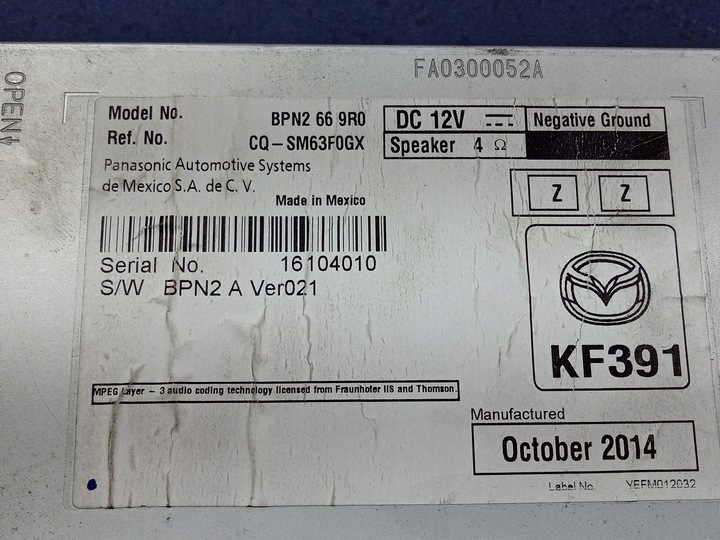 FA0300052A
OPEN
Model No. BPN2 66 9R0
Ref. No. CQ-SM63F0GX
Panasonic Automotive Systems
de Mexico S.A. de C. V.
Made in Mexico
DC 12V Negative Ground
Speaker 4 Ω
Z Z
Serial No. 16104010
S/W BPN2 A Ver021
KF391
MPEG Layer - 3 audio coding technology licensed from Fraunhofer IIS and Thomson.
Manufactured
October 2014
Label No. YEFM012032